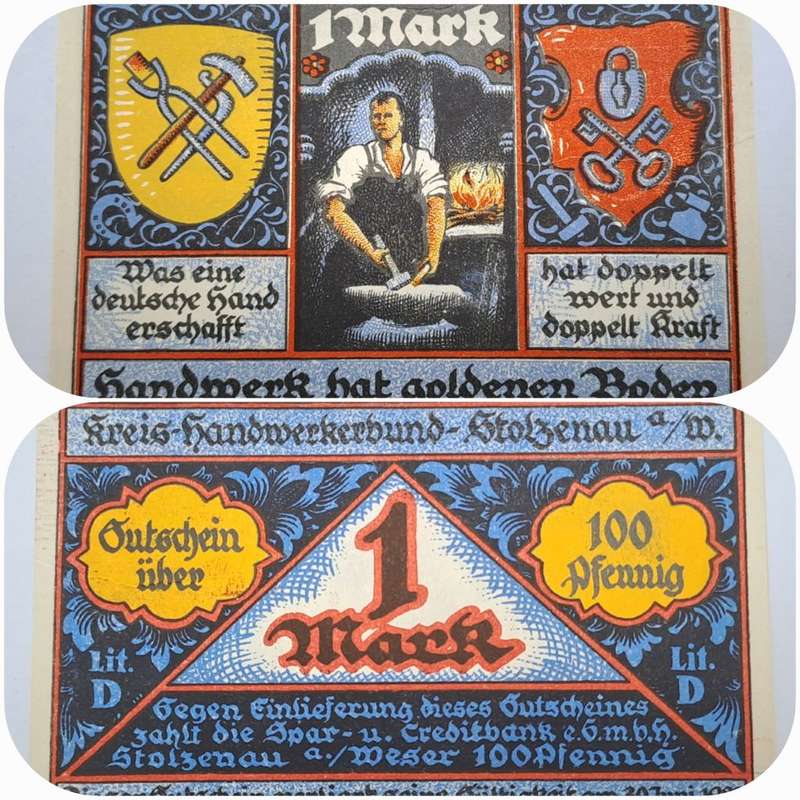 1 Mark
Was eine
deutsche Hand
erschafft
hat doppelt
wert und
doppelt Kraft
Handwerk hat goldenen Boden
Kreis-Handwerkerbund-Stolzenau a/W.
Gutschein
über
1
Mark
100
Pfennig
Lit.
D
Lit.
D
Gegen Einlieferung dieses Gutscheines
zahlt die Spar- u. Creditbank e.G.m.b.H.
Stolzenau a./Weser 100 Pfennig